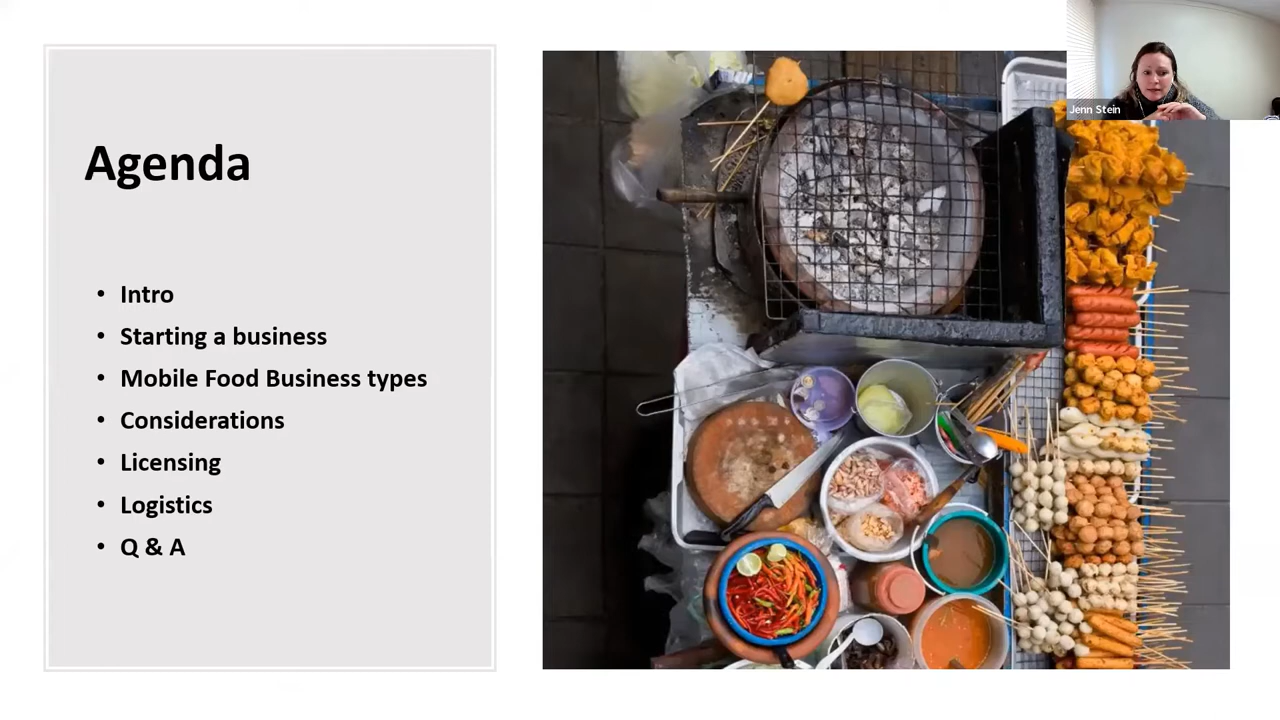 Agenda
• Intro
• Starting a business
• Mobile Food Business types
• Considerations
• Licensing
• Logistics
• Q & A
Jenn Stein